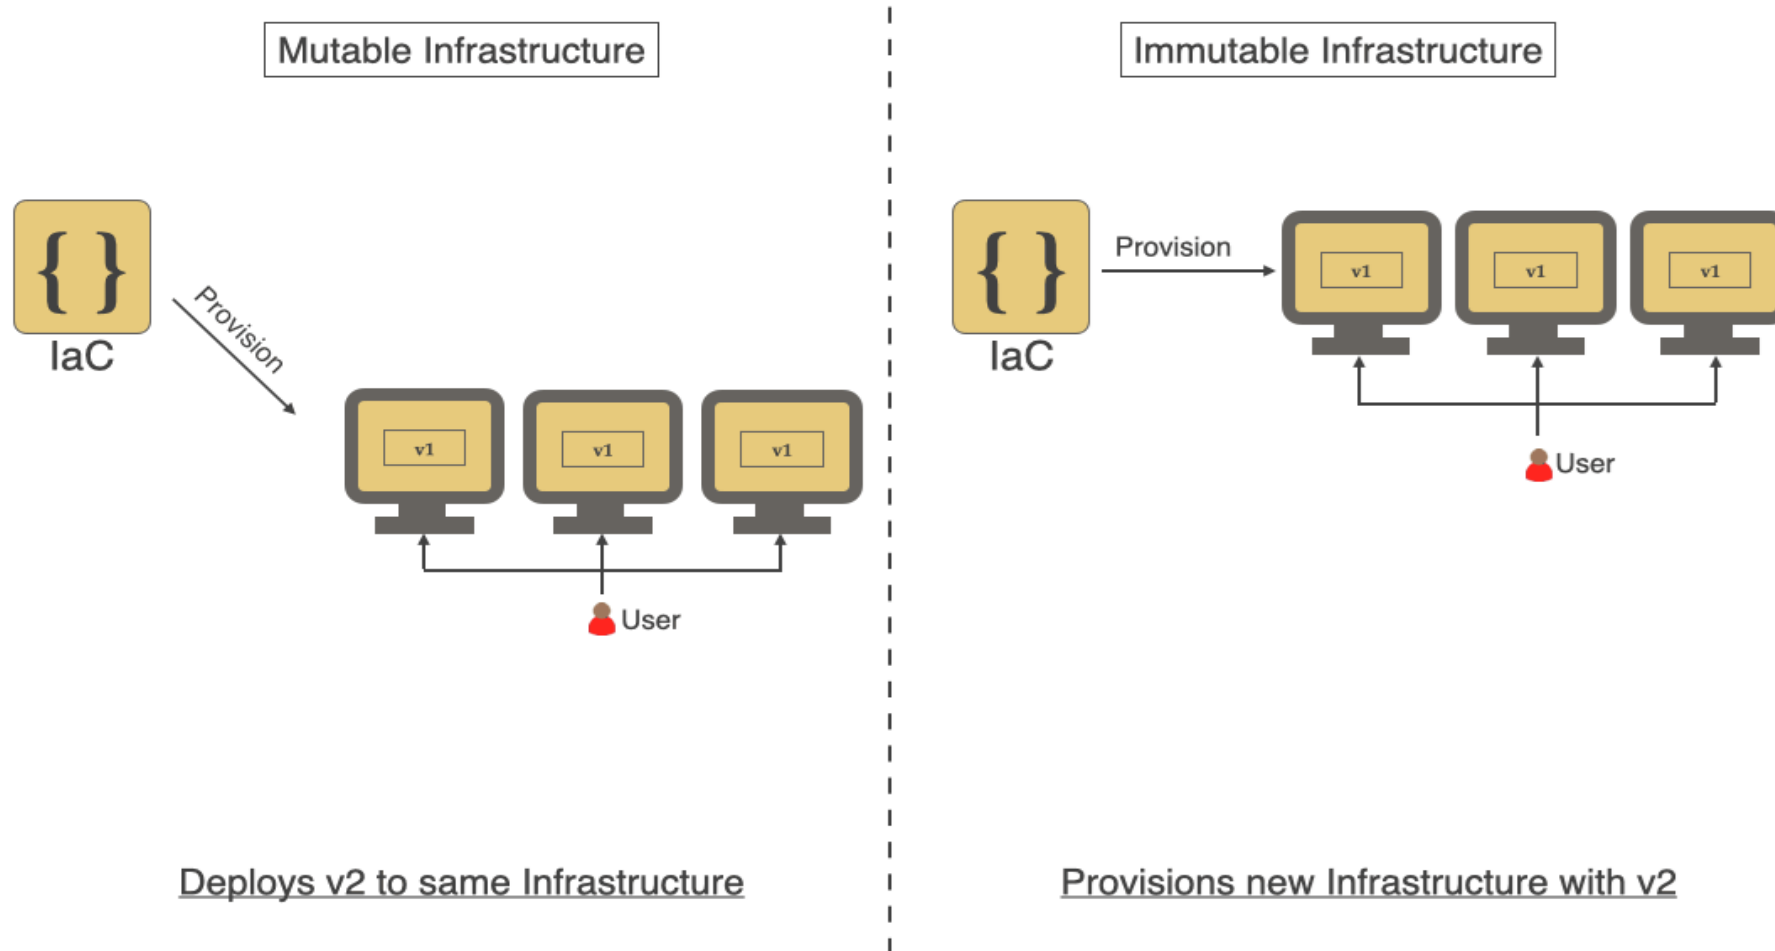 Mutable Infrastructure
{ }
IaC
Provision
v1
v1
v1
User
Deploys v2 to same Infrastructure
Immutable Infrastructure
{ }
IaC
Provision
v1
v1
v1
User
Provisions new Infrastructure with v2